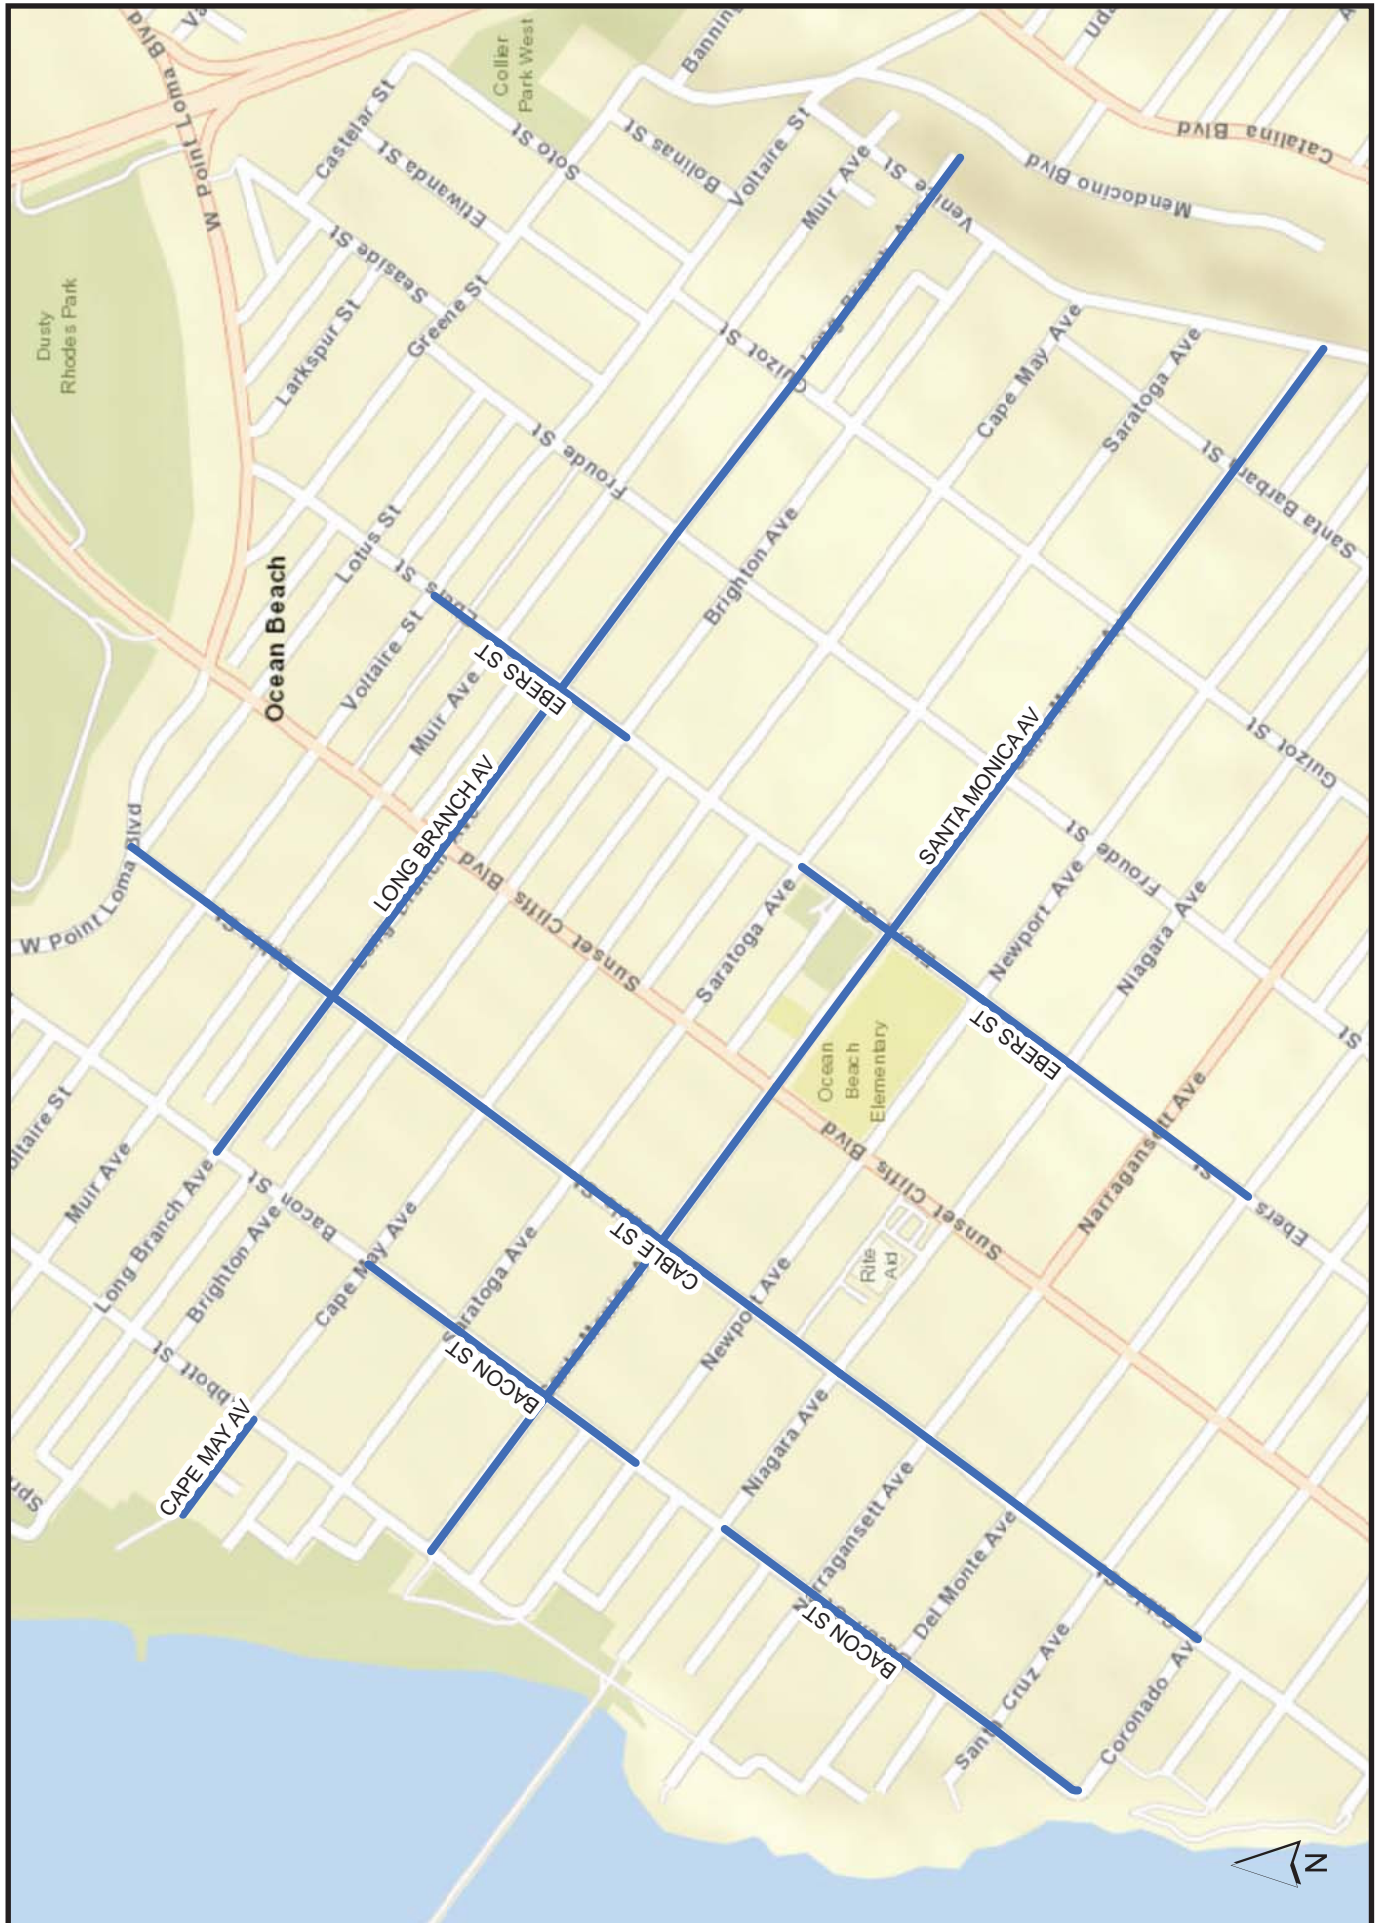 Collier
Park West
Banning
W Point Loma Blvd
Castelar St
Soto St
Etiwanda St
Bolinas St
Voltaire St
Muir Ave
Venice St
Catalina Blvd
Mendocino Blvd
Dusty
Rhodes Park
Seaside St
Larkspur St
Greene St
Guizot St
Cape May Ave
Saratoga Ave
Froude St
Santa Barbara St
Lotus St
Ocean Beach
Voltaire St
Muir Ave
EBERS ST
Brighton Ave
LONG BRANCH AV
SANTA MONICA AV
Guizot St
W Point Loma Blvd
Sunset Cliffs Blvd
Saratoga Ave
Newport Ave
Froude St
Niagara Ave
Ocean
Beach
Elementary
EBERS ST
St
Muir Ave
Long Branch Ave
Bacon St
Brighton Ave
Cape May Ave
Saratoga Ave
CABLE ST
Sunset Cliffs Blvd
Rite
Aid
Narragansett Ave
Ebers St
Abbott St
CAPE MAY AV
BACON ST
Newport Ave
Niagara Ave
Narragansett Ave
Del Monte Ave
BACON ST
Santa Cruz Ave
Coronado Av
N